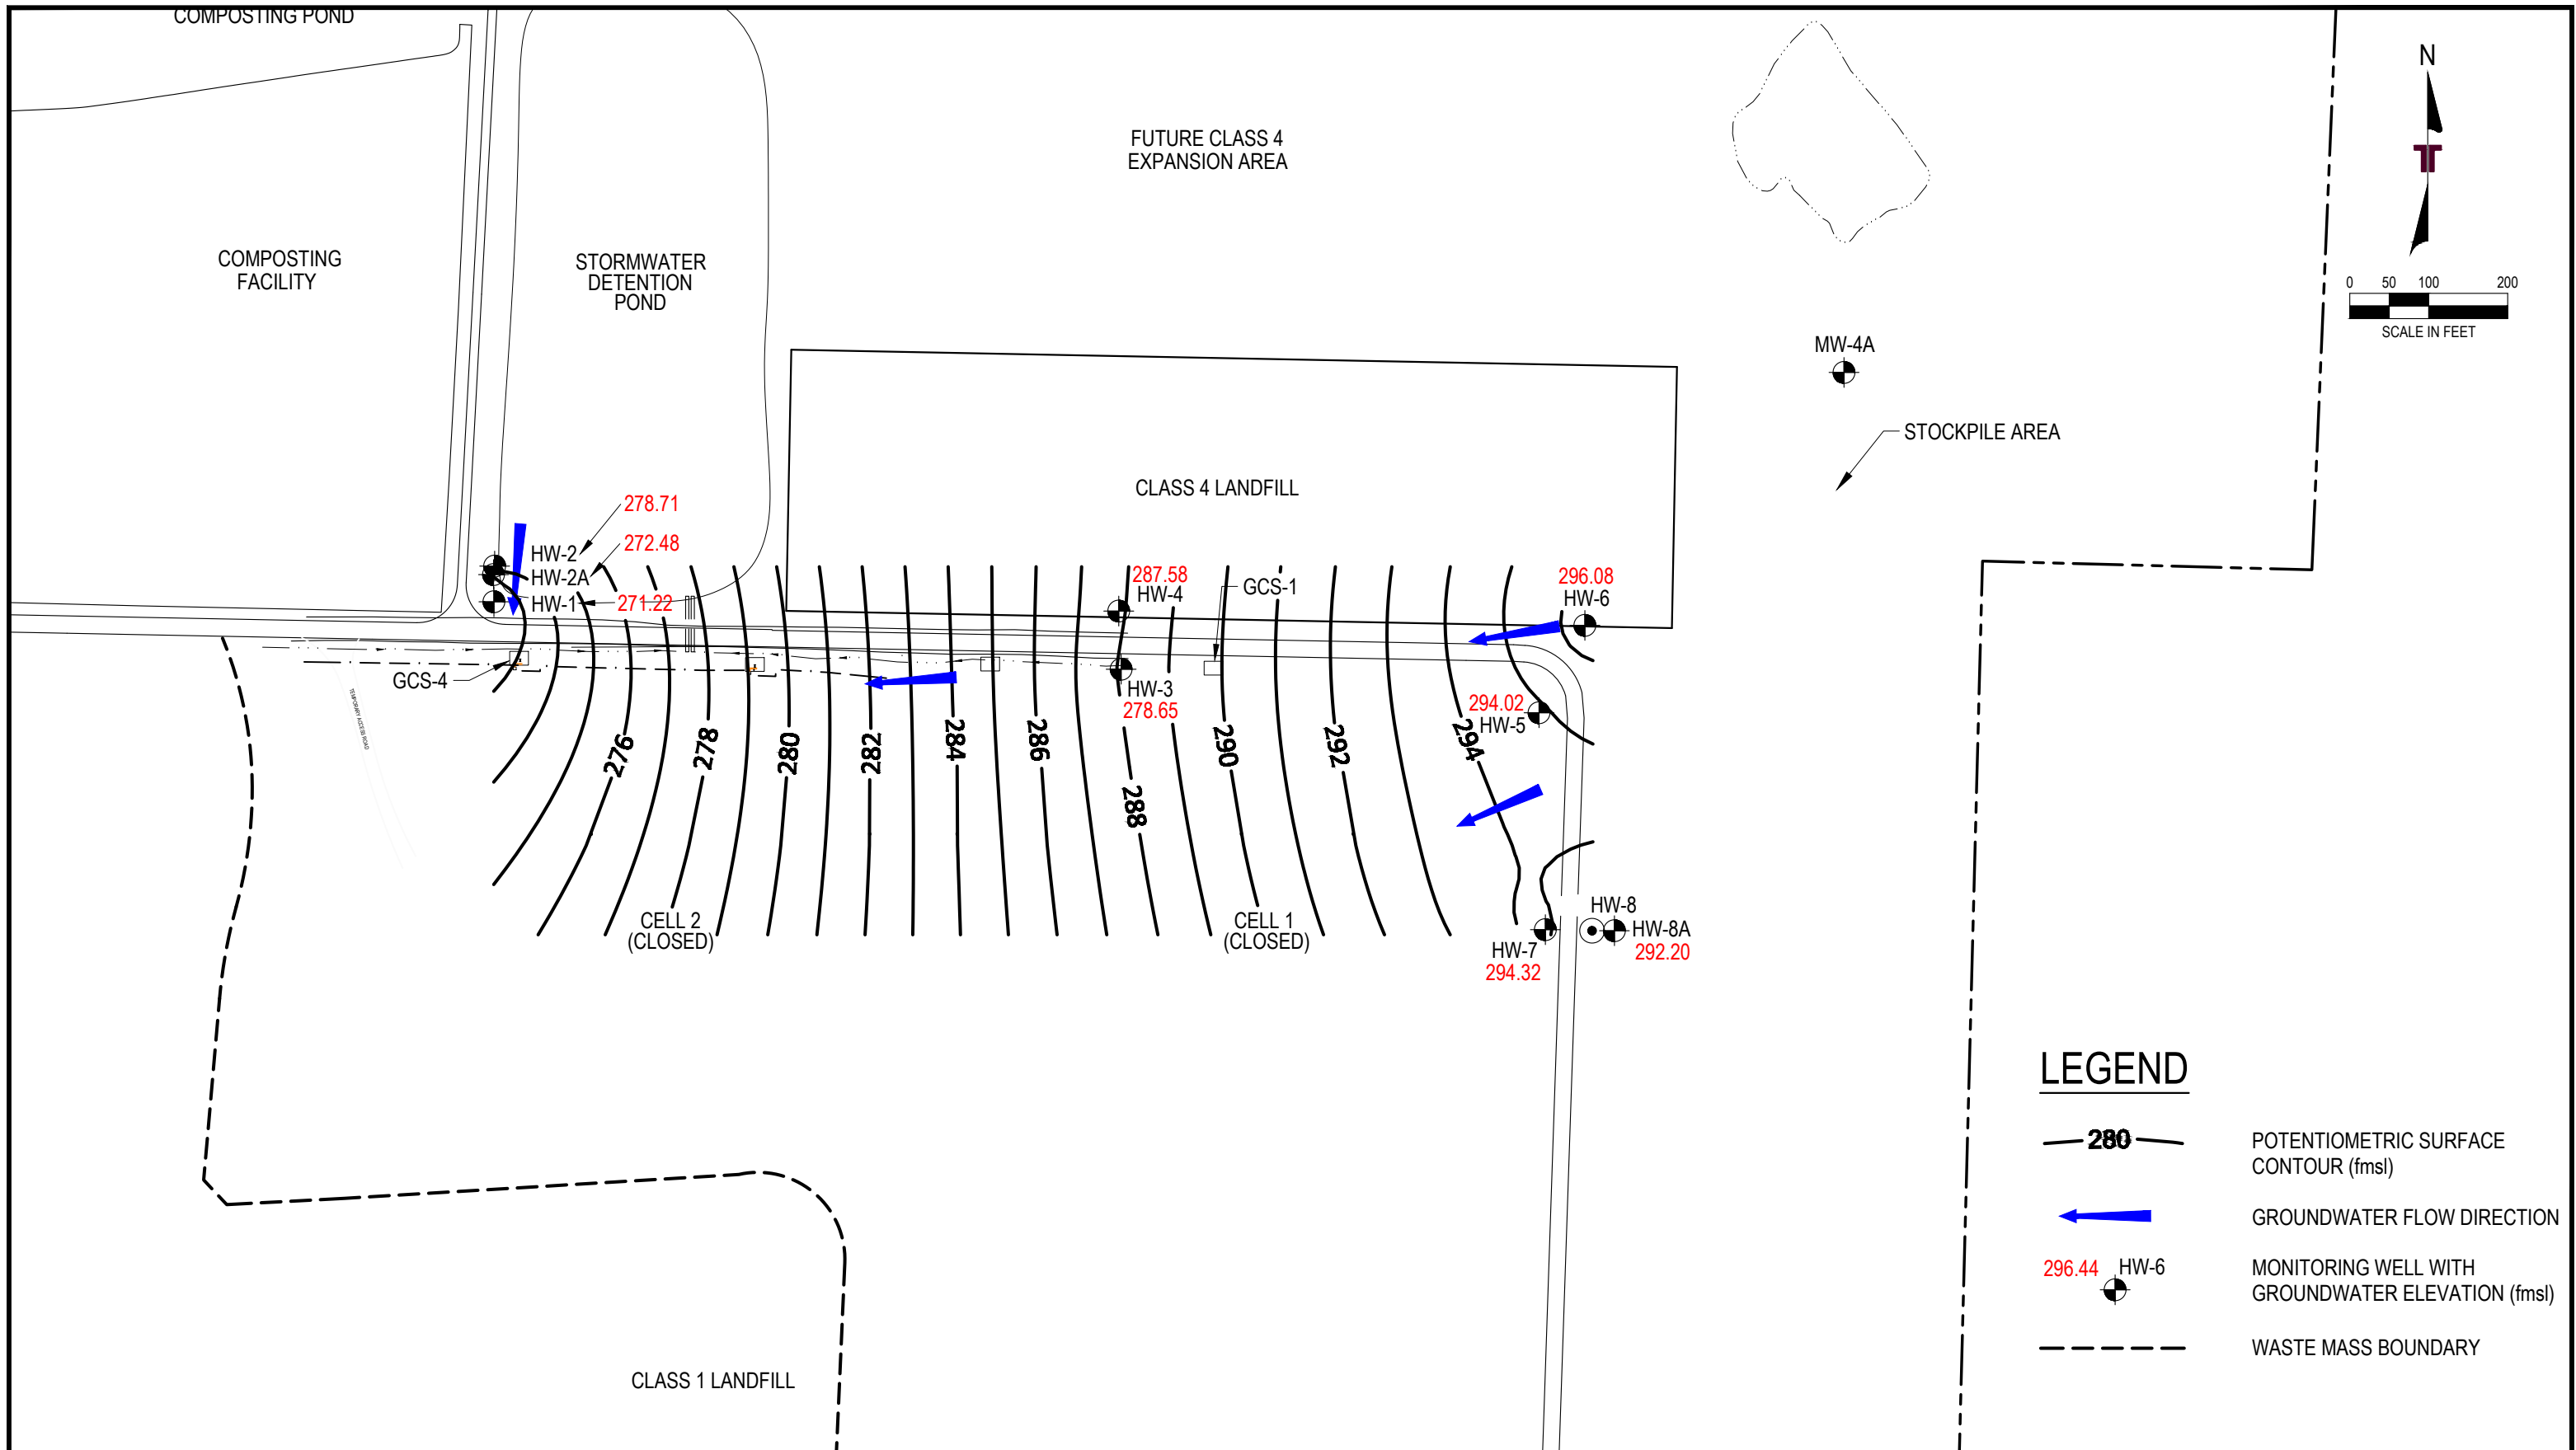 COMPOSTING POND
N
FUTURE CLASS 4
EXPANSION AREA
COMPOSTING
FACILITY
STORMWATER
DETENTION
POND
0 50 100 200
SCALE IN FEET
MW-4A
STOCKPILE AREA
CLASS 4 LANDFILL
278.71
272.48
HW-2
HW-2A
HW-1
271.22
287.58
HW-4
GCS-1
296.08
HW-6
GCS-4
TEMPORARY ACCESS ROAD
HW-3
278.65
294.02
HW-5
276
278
280
282
284
286
288
290
292
294
CELL 2
(CLOSED)
CELL 1
(CLOSED)
HW-8
HW-8A
292.20
HW-7
294.32
LEGEND
280
POTENTIOMETRIC SURFACE
CONTOUR (fmsl)
GROUNDWATER FLOW DIRECTION
296.44 HW-6
MONITORING WELL WITH
GROUNDWATER ELEVATION (fmsl)
WASTE MASS BOUNDARY
CLASS 1 LANDFILL